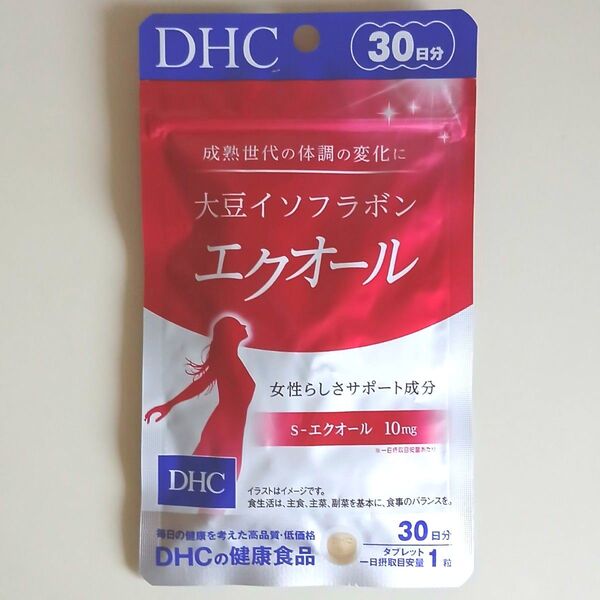 DHC
30日分
成熟世代の体調の変化に
大豆イソフラボン
エクオール
女性らしさサポート成分
S-エクオール 10mg
※一日摂取目安量あたり
DHC
イラストはイメージです。
食生活は、主食、主菜、副菜を基本に、食事のバランスを。
毎日の健康を考えた高品質・低価格
DHCの健康食品
30日分
タブレット
一日摂取目安量 1粒